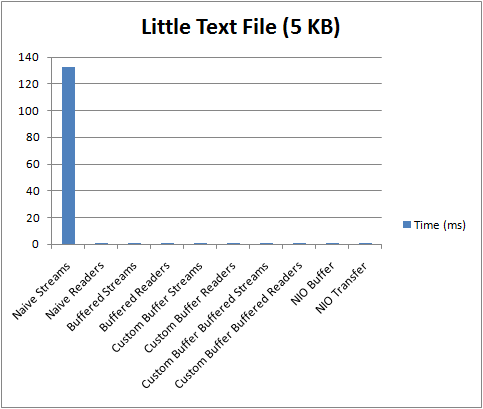 Little Text File (5 KB)
140
120
100
80
60
40
20
0
Naive Streams
Naive Readers
Buffered Streams
Buffered Readers
Custom Buffer Streams
Custom Buffer Readers
Custom Buffer Buffered Streams
Custom Buffer Buffered Readers
NIO Buffer
NIO Transfer
Time (ms)